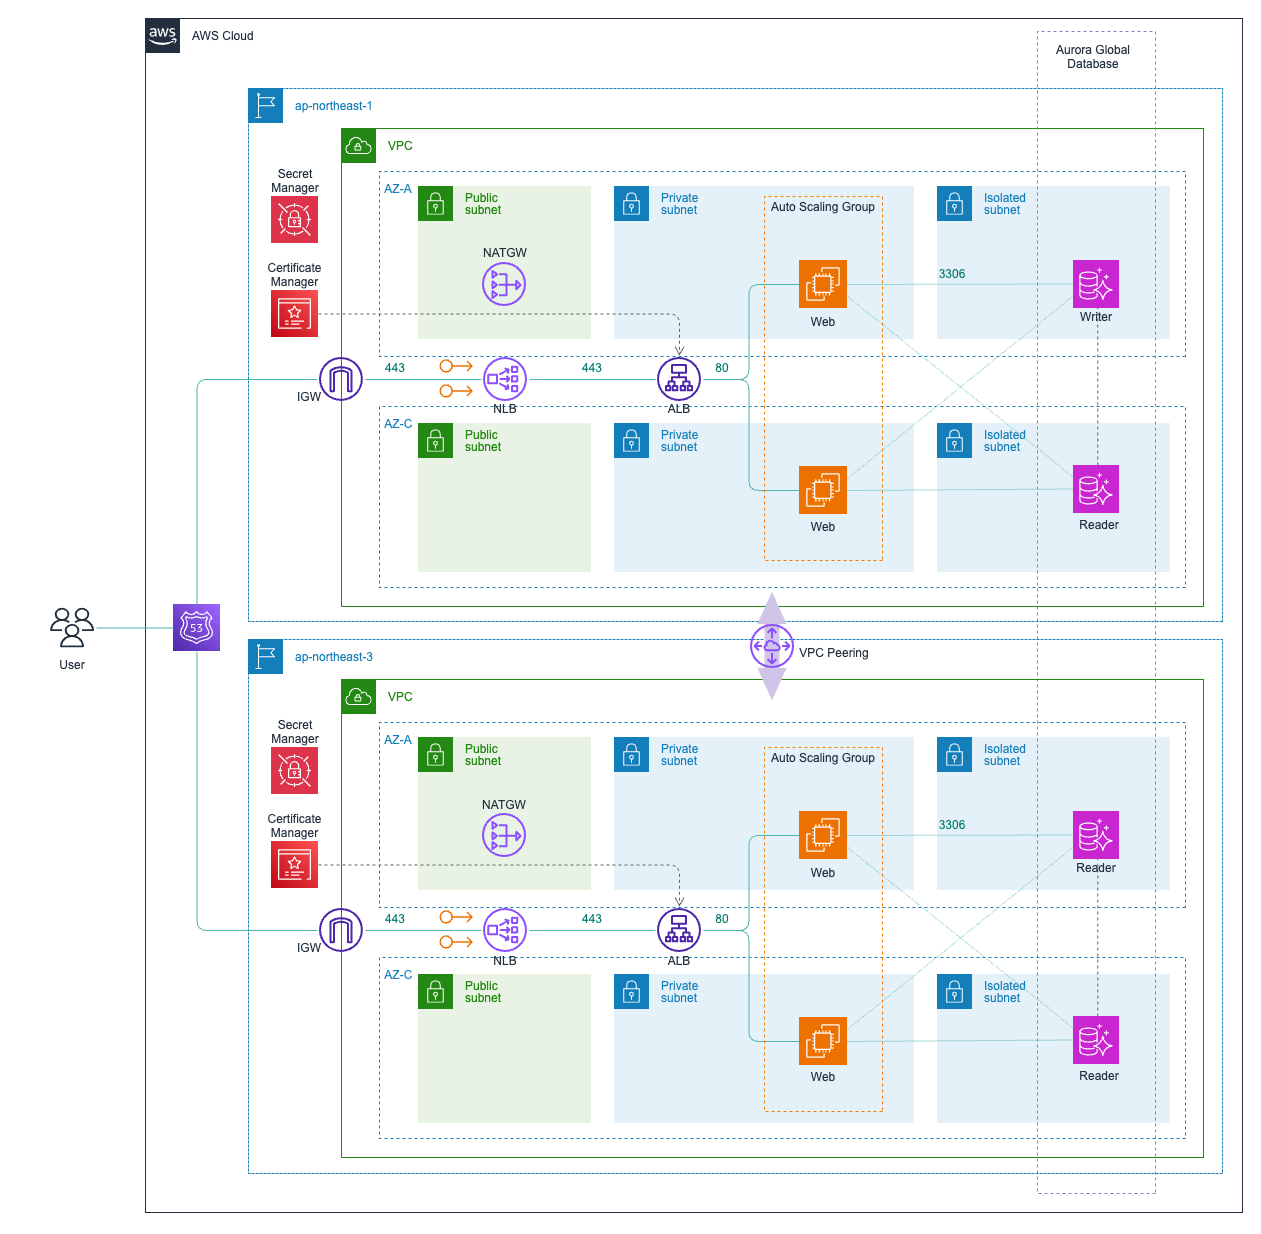 aws
AWS Cloud
Aurora Global
Database
ap-northeast-1
VPC
Secret
Manager
AZ-A
Public
subnet
Private
subnet
Auto Scaling Group
Isolated
subnet
NATGW
Certificate
Manager
3306
Web
Writer
443
443
80
IGW
NLB
ALB
AZ-C
Public
subnet
Private
subnet
Isolated
subnet
Web
Reader
53
User
VPC Peering
ap-northeast-3
VPC
Secret
Manager
AZ-A
Public
subnet
Private
subnet
Auto Scaling Group
Isolated
subnet
NATGW
Certificate
Manager
3306
Web
Reader
443
443
80
IGW
NLB
ALB
AZ-C
Public
subnet
Private
subnet
Isolated
subnet
Web
Reader